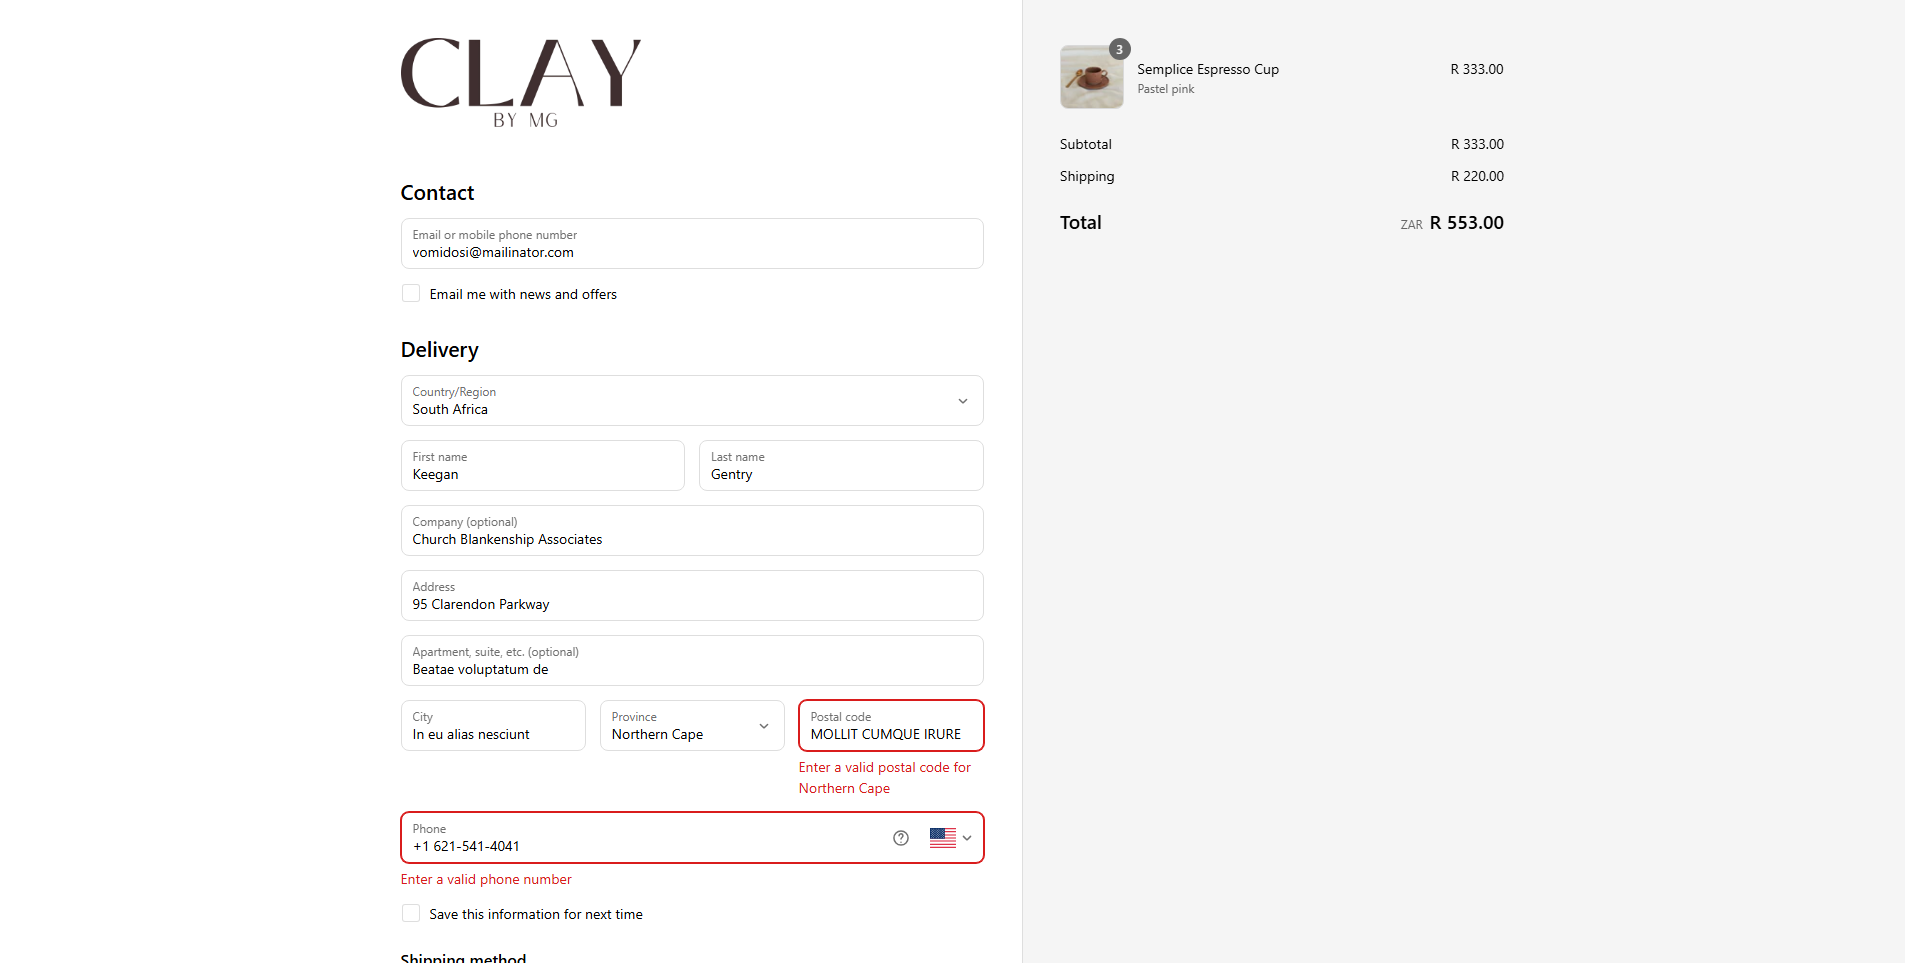 CLAY
BY MG
Contact
Email or mobile phone number
vomidosi@mailinator.com
Email me with news and offers
Delivery
Country/Region
South Africa
First name
Keegan
Last name
Gentry
Company (optional)
Church Blankenship Associates
Address
95 Clarendon Parkway
Apartment, suite, etc. (optional)
Beatae voluptatum de
City
In eu alias nesciunt
Province
Northern Cape
Postal code
MOLLIT CUMQUE IRURE
Enter a valid postal code for
Northern Cape
Phone
+1 621-541-4041
Enter a valid phone number
Save this information for next time
Shipping method
3
Semplice Espresso Cup
Pastel pink
R 333.00
Subtotal
R 333.00
Shipping
R 220.00
Total
ZAR R 553.00